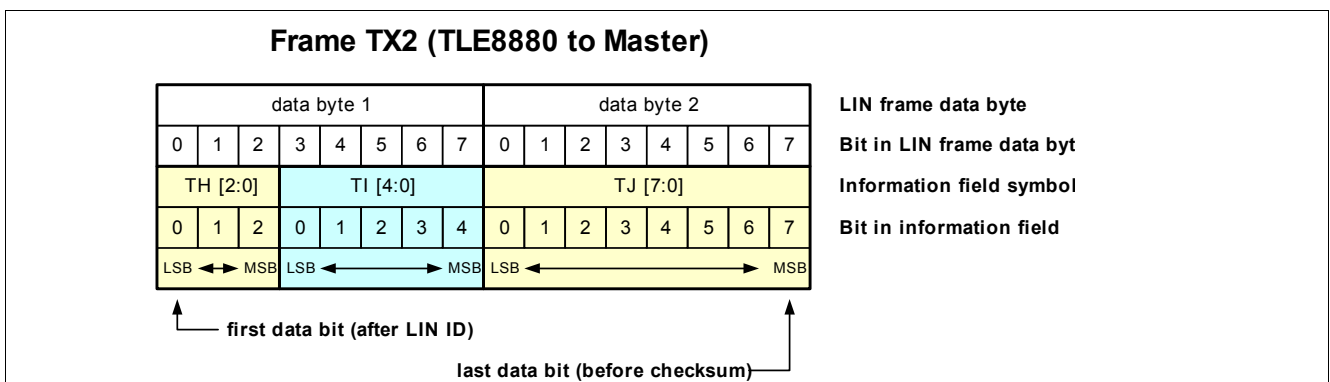 Frame TX2 (TLE8880 to Master)
data byte 1 data byte 2 LIN frame data byte
0 1 2 3 4 5 6 7 0 1 2 3 4 5 6 7 Bit in LIN frame data byt
TH [2:0] TI [4:0] TJ [7:0] Information field symbol
0 1 2 0 1 2 3 4 0 1 2 3 4 5 6 7 Bit in information field
LSB MSB LSB MSB LSB MSB
first data bit (after LIN ID)
last data bit (before checksum)